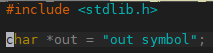 #include <stdlib.h>
char *out = "out symbol";